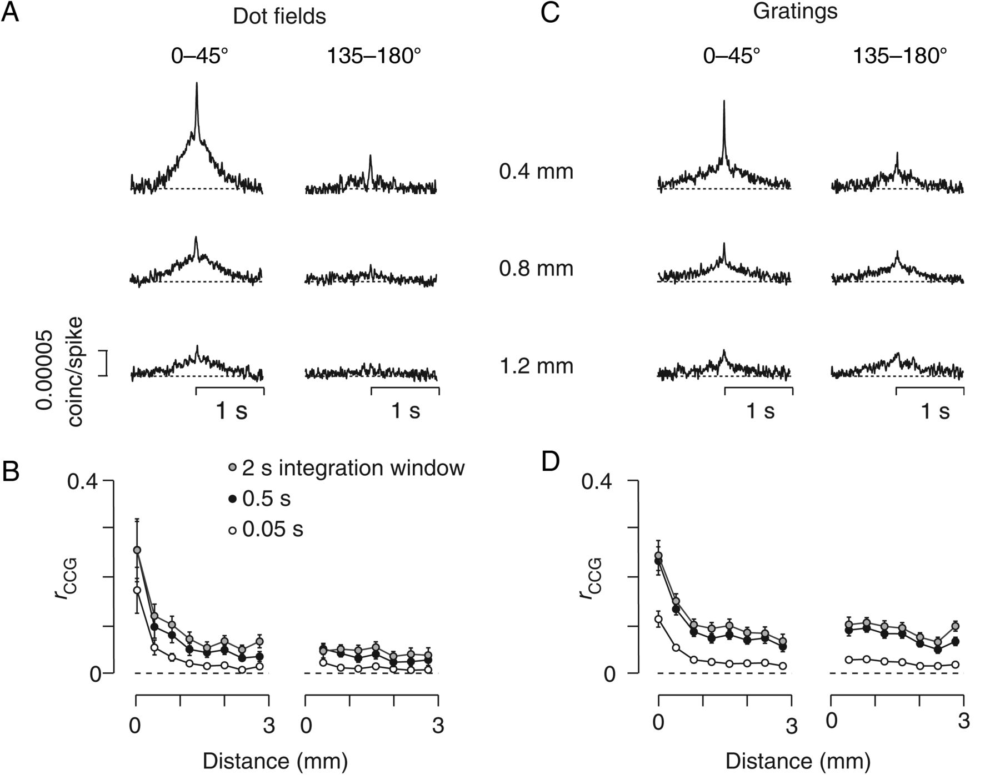 A
Dot fields
0–45°
135–180°
C
Gratings
0–45°
135–180°
0.4 mm
0.8 mm
1.2 mm
0.00005
coinc/spike
1 s
1 s
1 s
1 s
B
2 s integration window
0.5 s
0.05 s
0.4
0
rCCG
0
3
0
3
Distance (mm)
D
0.4
0
rCCG
0
3
0
3
Distance (mm)